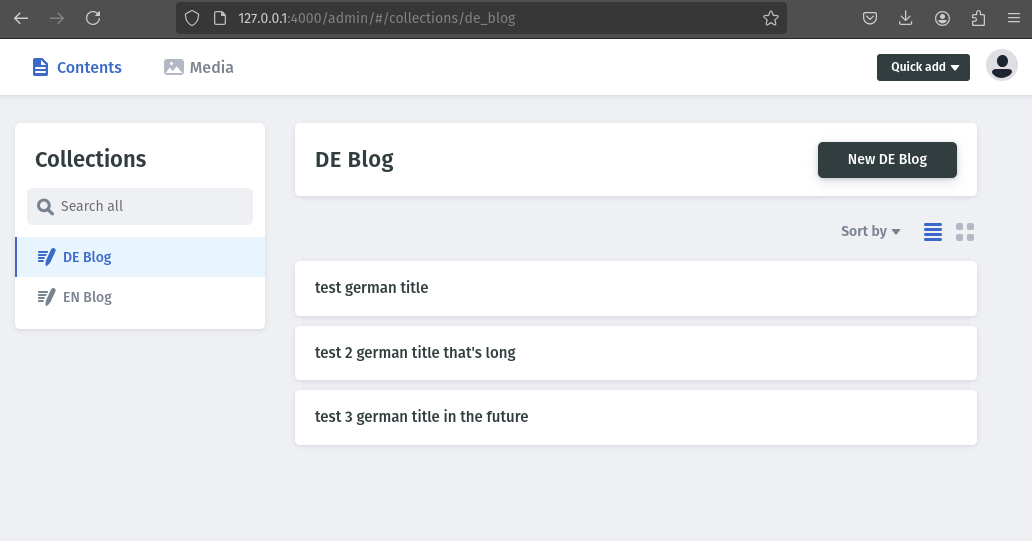 127.0.0.1:4000/admin/#/collections/de_blog
Contents
Media
Quick add
Collections
Search all
DE Blog
EN Blog
DE Blog
New DE Blog
Sort by
test german title
test 2 german title that's long
test 3 german title in the future